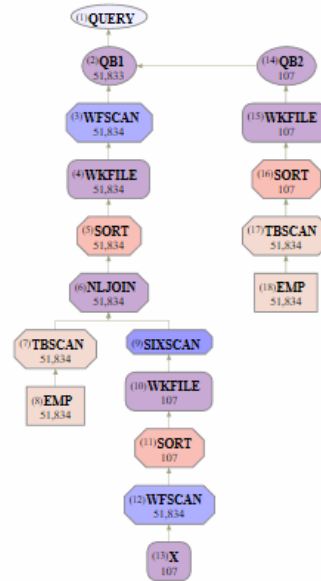 (1)QUERY
(2)QB1
51,833
(14)QB2
107
(3)WFSCAN
51,834
(15)WKFILE
107
(4)WKFILE
51,834
(16)SORT
107
(5)SORT
51,834
(17)TBSCAN
51,834
(6)NLJOIN
51,834
(18)EMP
51,834
(7)TBSCAN
51,834
(9)SIXSCAN
(8)EMP
51,834
(10)WKFILE
107
(11)SORT
107
(12)WFSCAN
51,834
(13)X
107